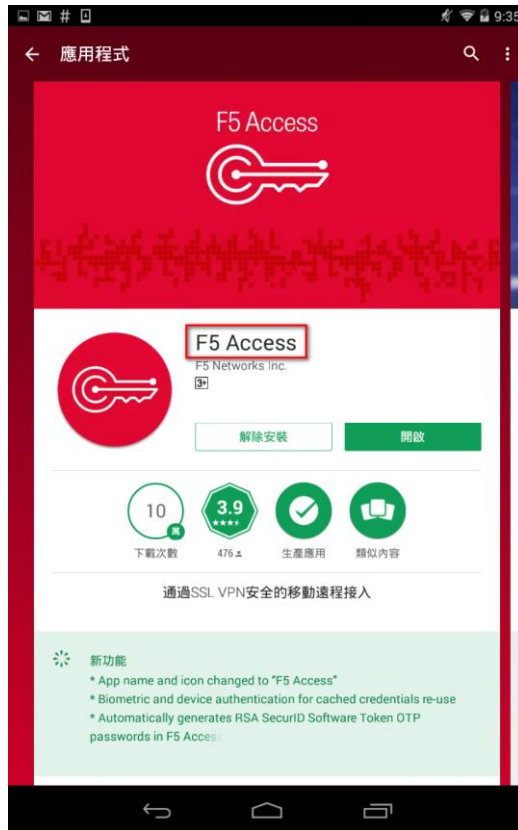 9:35
應用程式
F5 Access
F5 Access
F5 Networks Inc.
3+
解除安裝
開啟
10
萬
3.9
下載次數
476
生產應用
類似內容
通過SSL VPN安全的移動遠程接入
新功能
* App name and icon changed to “F5 Access”
* Biometric and device authentication for cached credentials re-use
* Automatically generates RSA SecurID Software Token OTP
passwords in F5 Access